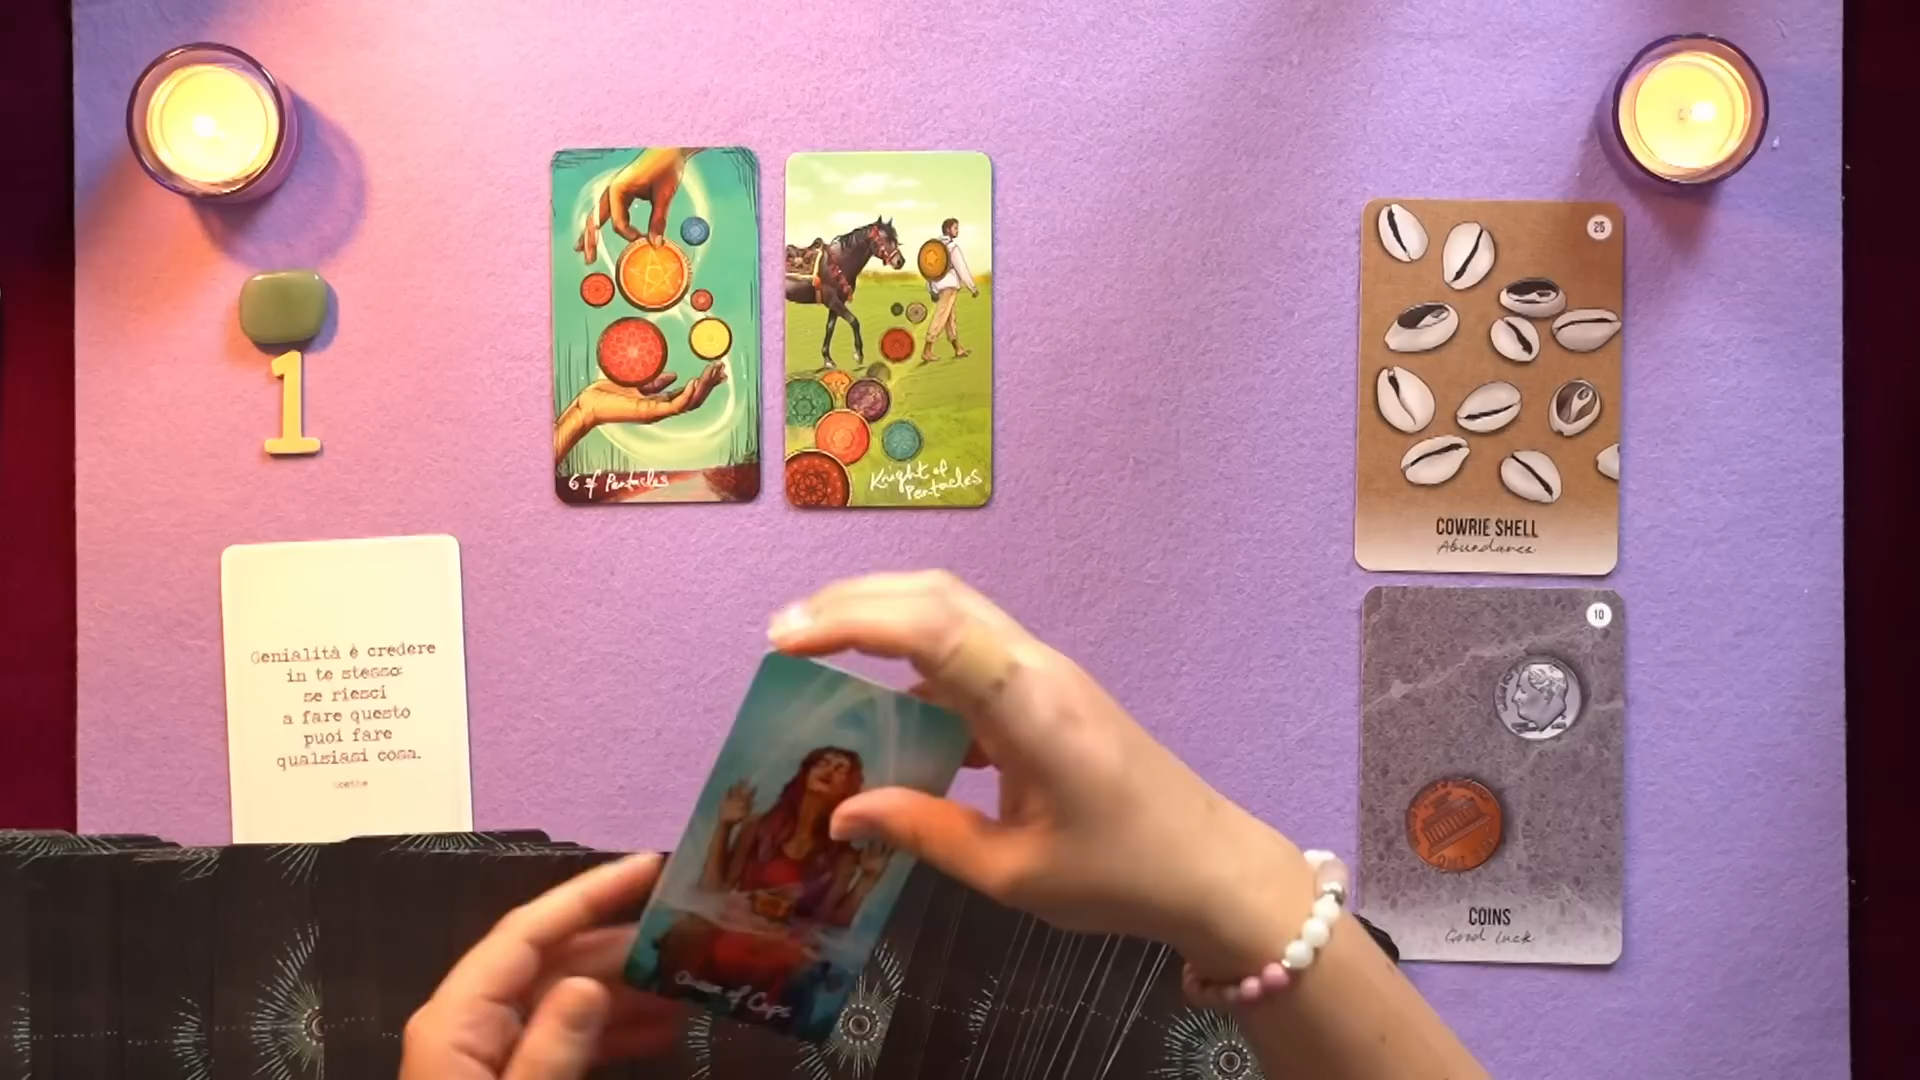 1
6 of Pentacles
Knight of
Pentacles
25
COWRIE SHELL
Abundance
10
COINS
Good luck
Genialità è credere
in te stesso
se riesci
a fare questo
puoi fare
qualsiasi cosa.
Goethe
Queen of Cups